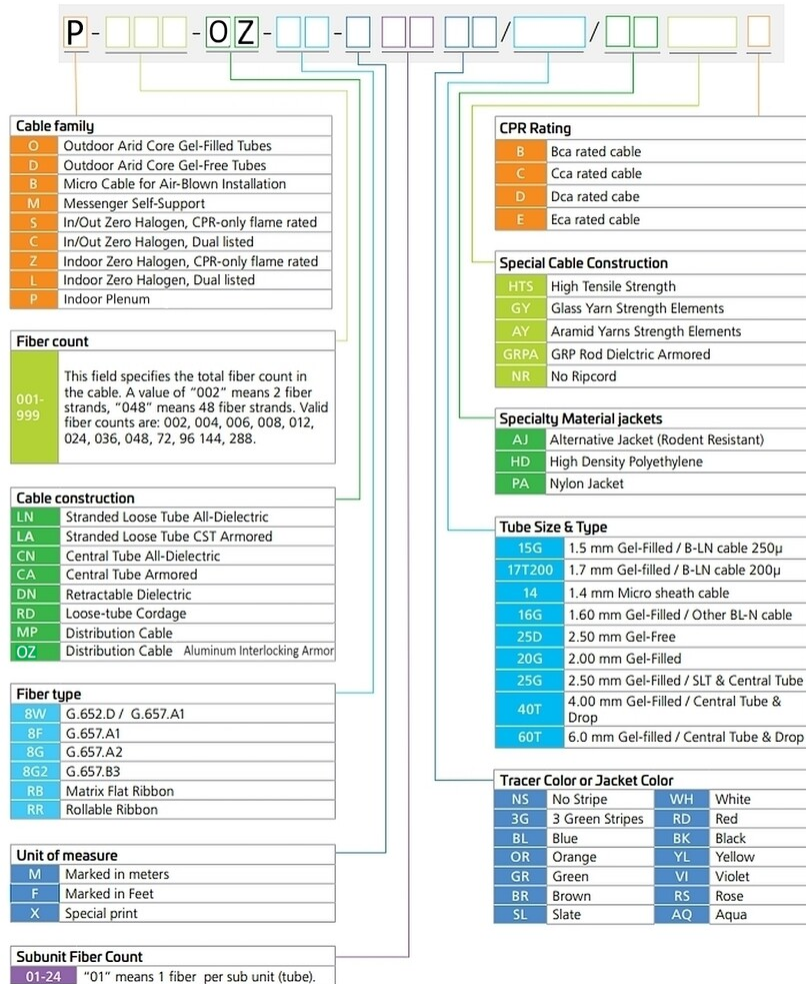 P - - OZ - - / /
Cable family
O Outdoor Arid Core Gel-Filled Tubes
D Outdoor Arid Core Gel-Free Tubes
B Micro Cable for Air-Blown Installation
M Messenger Self-Support
S In/Out Zero Halogen, CPR-only flame rated
C In/Out Zero Halogen, Dual listed
Z Indoor Zero Halogen, CPR-only flame rated
L Indoor Zero Halogen, Dual listed
P Indoor Plenum
Fiber count
001-
999
This field specifies the total fiber count in
the cable. A value of “002” means 2 fiber
strands, “048” means 48 fiber strands. Valid
fiber counts are: 002, 004, 006, 008, 012,
024, 036, 048, 72, 96 144, 288.
Cable construction
LN Stranded Loose Tube All-Dielectric
LA Stranded Loose Tube CST Armored
CN Central Tube All-Dielectric
CA Central Tube Armored
DN Retractable Dielectric
RD Loose-tube Cordage
MP Distribution Cable
OZ Distribution Cable Aluminum Interlocking Armor
Fiber type
8W G.652.D / G.657.A1
8F G.657.A1
8G G.657.A2
8G2 G.657.B3
RB Matrix Flat Ribbon
RR Rollable Ribbon
Unit of measure
M Marked in meters
F Marked in Feet
X Special print
Subunit Fiber Count
01-24 “01” means 1 fiber per sub unit (tube).
CPR Rating
B Bca rated cable
C Cca rated cable
D Dca rated cabe
E Eca rated cable
Special Cable Construction
HTS High Tensile Strength
GY Glass Yarn Strength Elements
AY Aramid Yarns Strength Elements
GRPA GRP Rod Dielctric Armored
NR No Ripcord
Specialty Material jackets
AJ Alternative Jacket (Rodent Resistant)
HD High Density Polyethylene
PA Nylon Jacket
Tube Size & Type
15G 1.5 mm Gel-Filled / B-LN cable 250µ
17T200 1.7 mm Gel-filled / B-LN cable 200µ
14 1.4 mm Micro sheath cable
16G 1.60 mm Gel-Filled / Other BL-N cable
25D 2.50 mm Gel-Free
20G 2.00 mm Gel-Filled
25G 2.50 mm Gel-Filled / SLT & Central Tube
40T 4.00 mm Gel-Filled / Central Tube &
Drop
60T 6.0 mm Gel-filled / Central Tube & Drop
Tracer Color or Jacket Color
NS No Stripe WH White
3G 3 Green Stripes RD Red
BL Blue BK Black
OR Orange YL Yellow
GR Green VI Violet
BR Brown RS Rose
SL Slate AQ Aqua